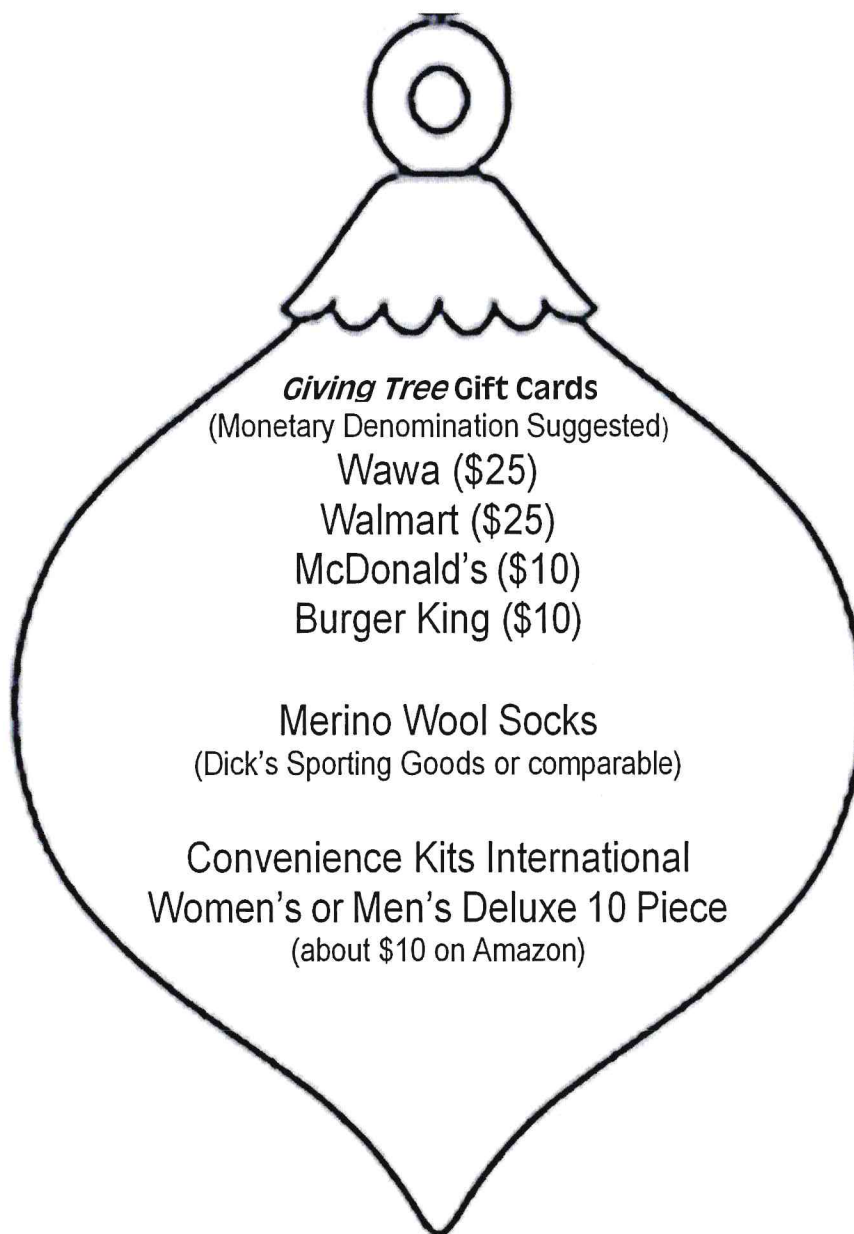 Giving Tree Gift Cards
(Monetary Denomination Suggested)
Wawa ($25)
Walmart ($25)
McDonald's ($10)
Burger King ($10)
Merino Wool Socks
(Dick's Sporting Goods or comparable)
Convenience Kits International
Women's or Men's Deluxe 10 Piece
(about $10 on Amazon)